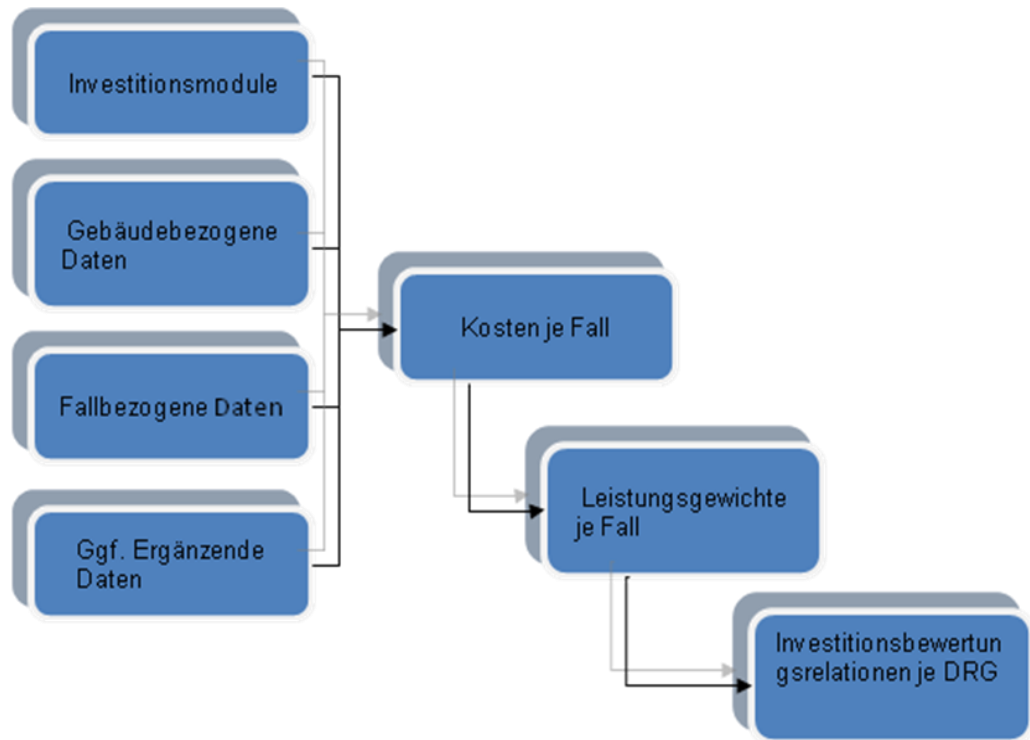 Investitionsmodule
Gebäudebezogene
Daten
Fallbezogene Daten
Ggf. Ergänzende
Daten
Kosten je Fall
Leistungsgewichte
je Fall
Investitionsbewertun
gsrelationen je DRG